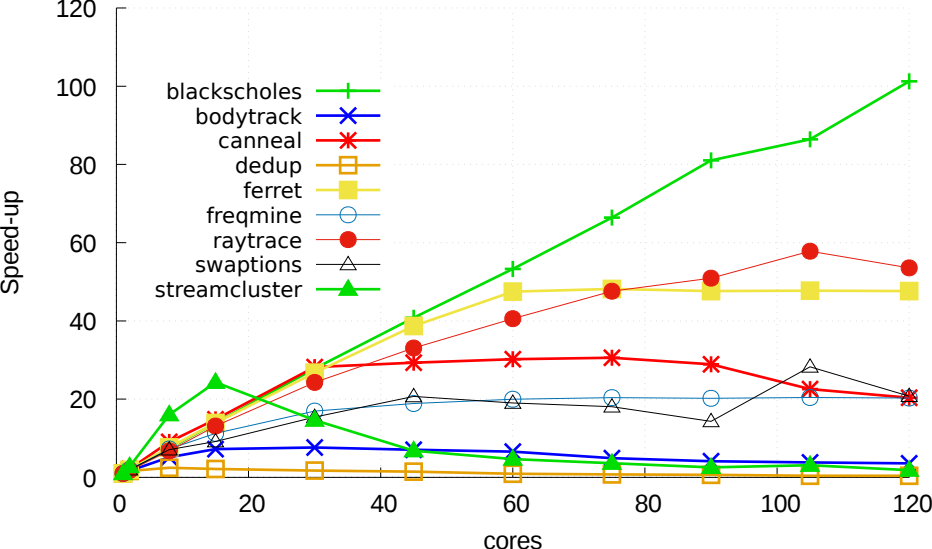 120
100
80
60
40
20
0
Speed-up
blackscholes
bodytrack
canneal
dedup
ferret
freqmine
raytrace
swaptions
streamcluster
0 20 40 60 80 100 120
cores